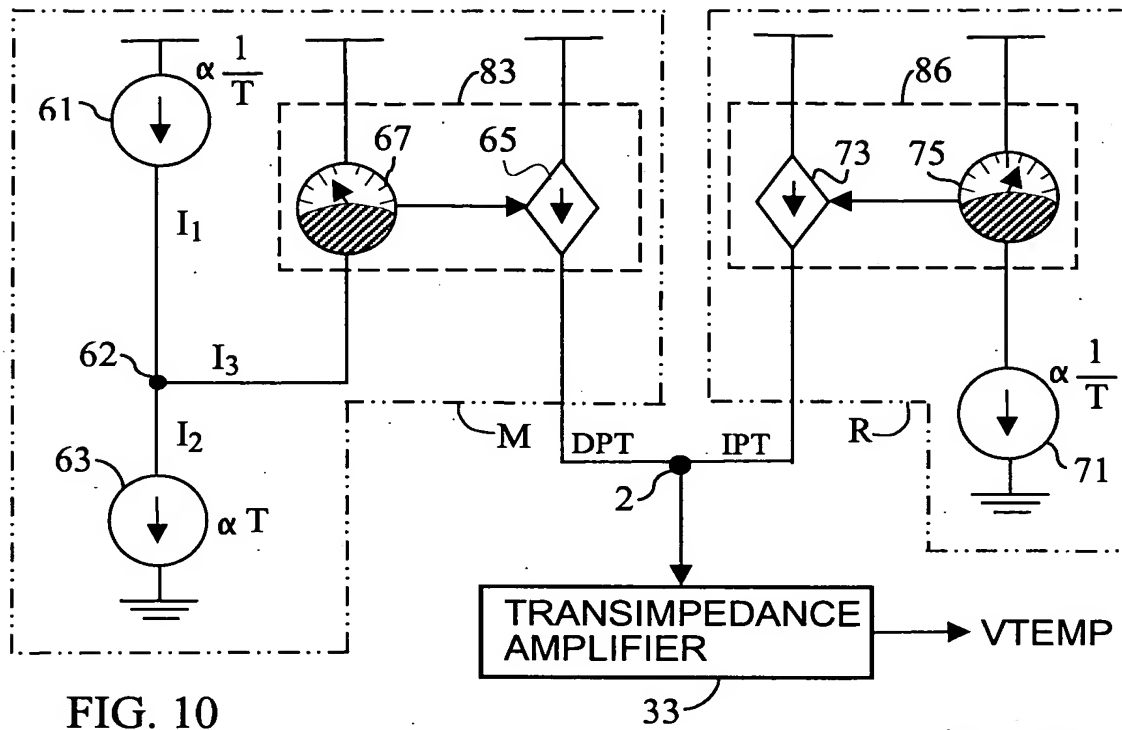 83
86
α 1/T
61
67
65
73
75
I1
62
I3
α 1/T
I2
M
DPT
IPT
R
63
71
α T
2
TRANSIMPEDANCE
AMPLIFIER
VTEMP
33
FIG. 10